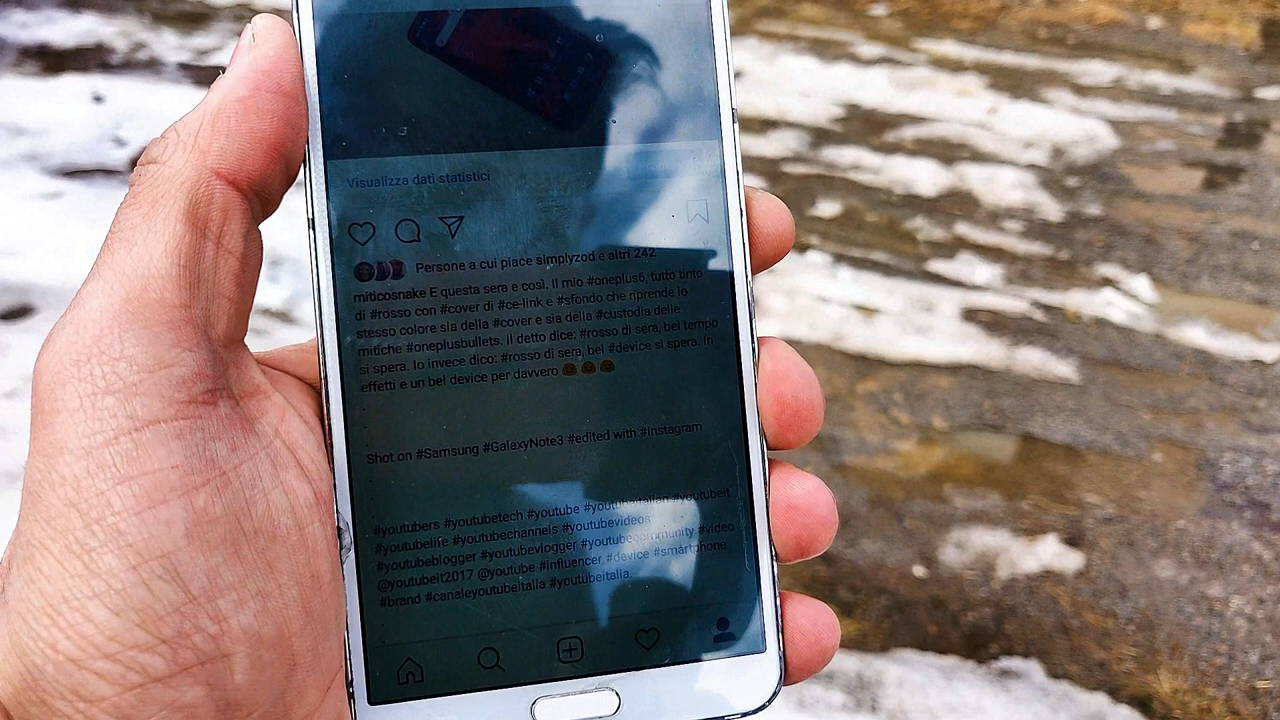 Visualizza dati statistici
Persone a cui piace simplyzod e altri 242
miticosnake E questa sera e così. Il mio #oneplus6, tutto tinto
di #rosso con #cover di #ce-link e #sfondo che riprende lo
stesso colore sia della #cover e sia della #custodia delle
mitiche #oneplusbullets. Il detto dice: #rosso di sera, bel tempo
si spera. Io invece dico: #rosso di sera, bel #device si spera. In
effetti e un bel device per davvero
.
.
Shot on #Samsung #GalaxyNote3 #edited with #Instagram
.
.
#youtubers #youtubetech #youtube #youtubeitalian #youtubeit
#youtubelife #youtubechannels #youtubevideos
#youtubeblogger #youtubevlogger #youtubecommunity #video
@youtubeit2017 @youtube #influencer #device #smartphone
#brand #canaleyoutubeitalia #youtubeitalia.